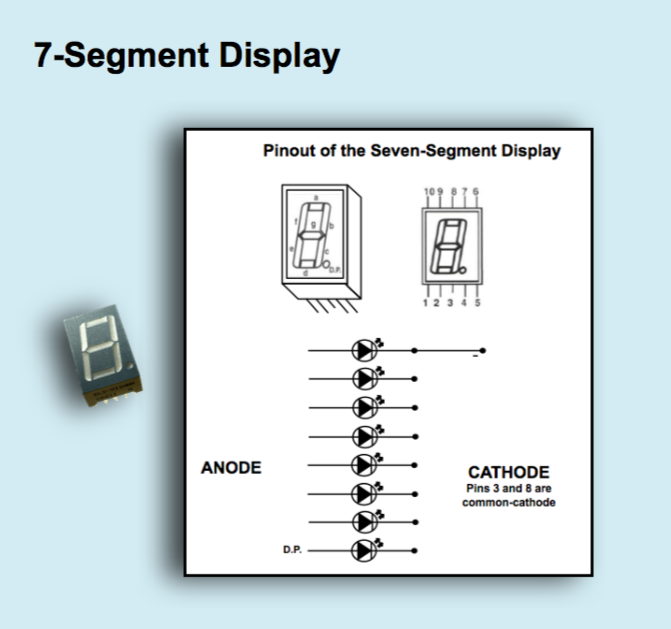 7-Segment Display
Pinout of the Seven-Segment Display
a
f
g
b
e
c
d
D.P.
10 9 8 7 6
1 2 3 4 5
-
ANODE
CATHODE
Pins 3 and 8 are
common-cathode
D.P.